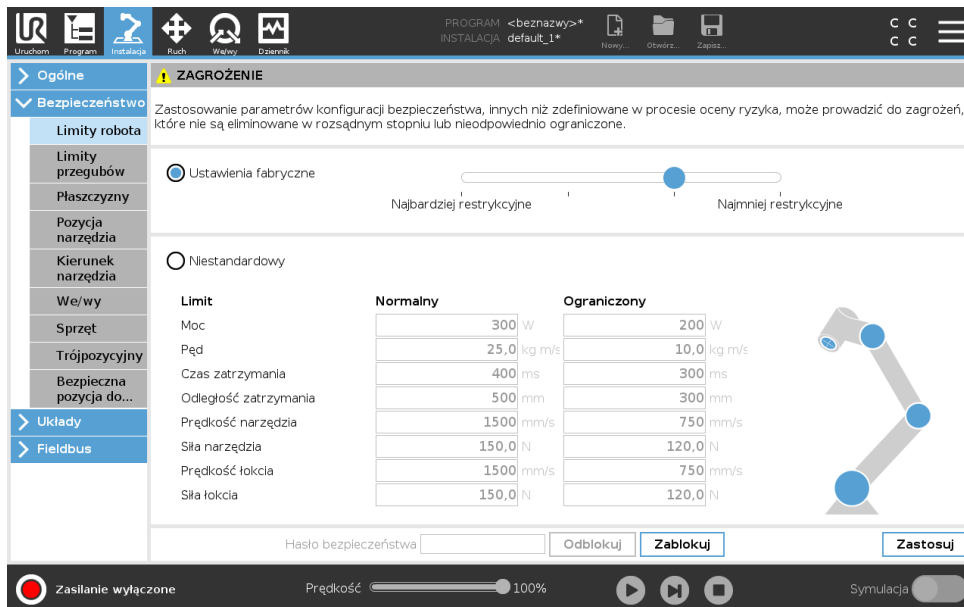 PROGRAM <beznazwy>*
INSTALACJA default_1*
Uruchom Program Instalacja Ruch We/wy Dziennik Nowy... Otwórz... Zapisz...
C C
C C
Ogólne
Bezpieczeństwo
Limity robota
Limity
przegubów
Płaszczyzny
Pozycja
narzędzia
Kierunek
narzędzia
We/wy
Sprzęt
Trójpozycyjny
Bezpieczna
pozycja do...
Układy
Fieldbus
ZAGROŻENIE
Zastosowanie parametrów konfiguracji bezpieczeństwa, innych niż zdefiniowane w procesie oceny ryzyka, może prowadzić do zagrożeń,
które nie są eliminowane w rozsądnym stopniu lub nieodpowiednio ograniczone.
Ustawienia fabryczne
Najbardziej restrykcyjne Najmniej restrykcyjne
Niestandardowy
Limit Normalny Ograniczony
Moc 300 W 200 W
Pęd 25,0 kg m/s 10,0 kg m/s
Czas zatrzymania 400 ms 300 ms
Odległość zatrzymania 500 mm 300 mm
Prędkość narzędzia 1500 mm/s 750 mm/s
Siła narzędzia 150,0 N 120,0 N
Prędkość łokcia 1500 mm/s 750 mm/s
Siła łokcia 150,0 N 120,0 N
Hasło bezpieczeństwa Odblokuj Zablokuj Zastosuj
Zasilanie wyłączone Prędkość 100% Symulacja